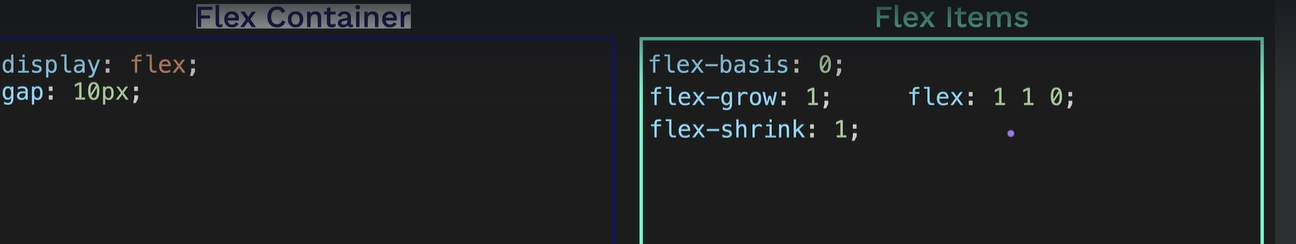 Flex Container
display: flex;
gap: 10px;
Flex Items
flex-basis: 0;
flex-grow: 1; flex: 1 1 0;
flex-shrink: 1;